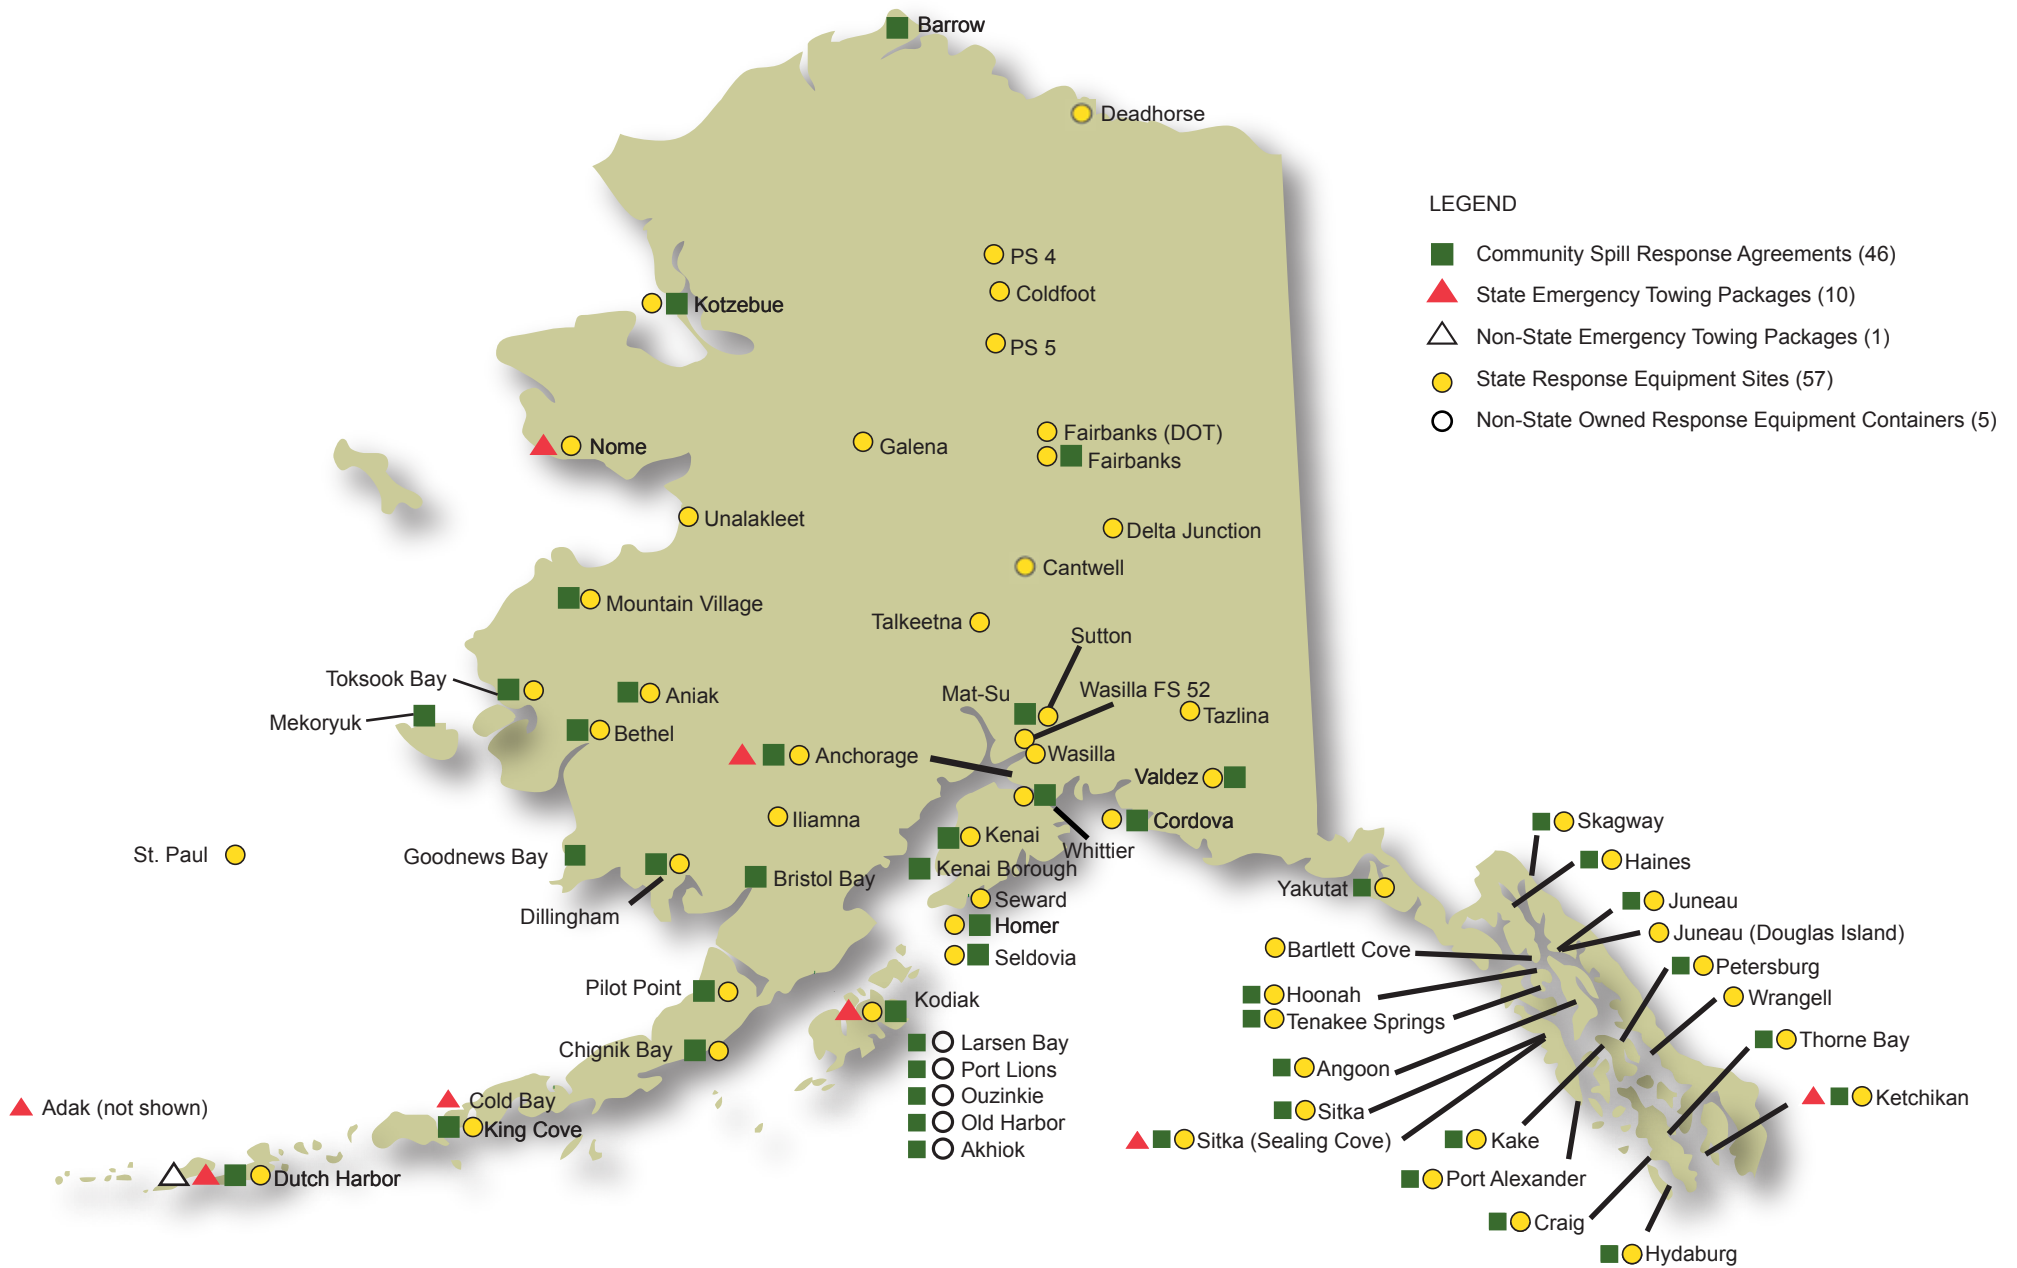 Barrow
Deadhorse
LEGEND
Community Spill Response Agreements (46)
State Emergency Towing Packages (10)
Non-State Emergency Towing Packages (1)
State Response Equipment Sites (57)
Non-State Owned Response Equipment Containers (5)
PS 4
Coldfoot
Kotzebue
PS 5
Fairbanks (DOT)
Nome
Galena
Fairbanks
Unalakleet
Delta Junction
Cantwell
Mountain Village
Talkeetna
Sutton
Toksook Bay
Aniak
Mat-Su
Wasilla FS 52
Mekoryuk
Tazlina
Bethel
Anchorage
Wasilla
Valdez
Iliamna
Cordova
Kenai
Whittier
St. Paul
Goodnews Bay
Kenai Borough
Bristol Bay
Dillingham
Seward
Homer
Seldovia
Skagway
Haines
Yakutat
Juneau
Juneau (Douglas Island)
Bartlett Cove
Petersburg
Hoonah
Wrangell
Tenakee Springs
Thorne Bay
Angoon
Ketchikan
Sitka
Sitka (Sealing Cove)
Kake
Port Alexander
Craig
Hydaburg
Pilot Point
Kodiak
Larsen Bay
Port Lions
Ouzinkie
Old Harbor
Akhiok
Chignik Bay
Cold Bay
Adak (not shown)
King Cove
Dutch Harbor